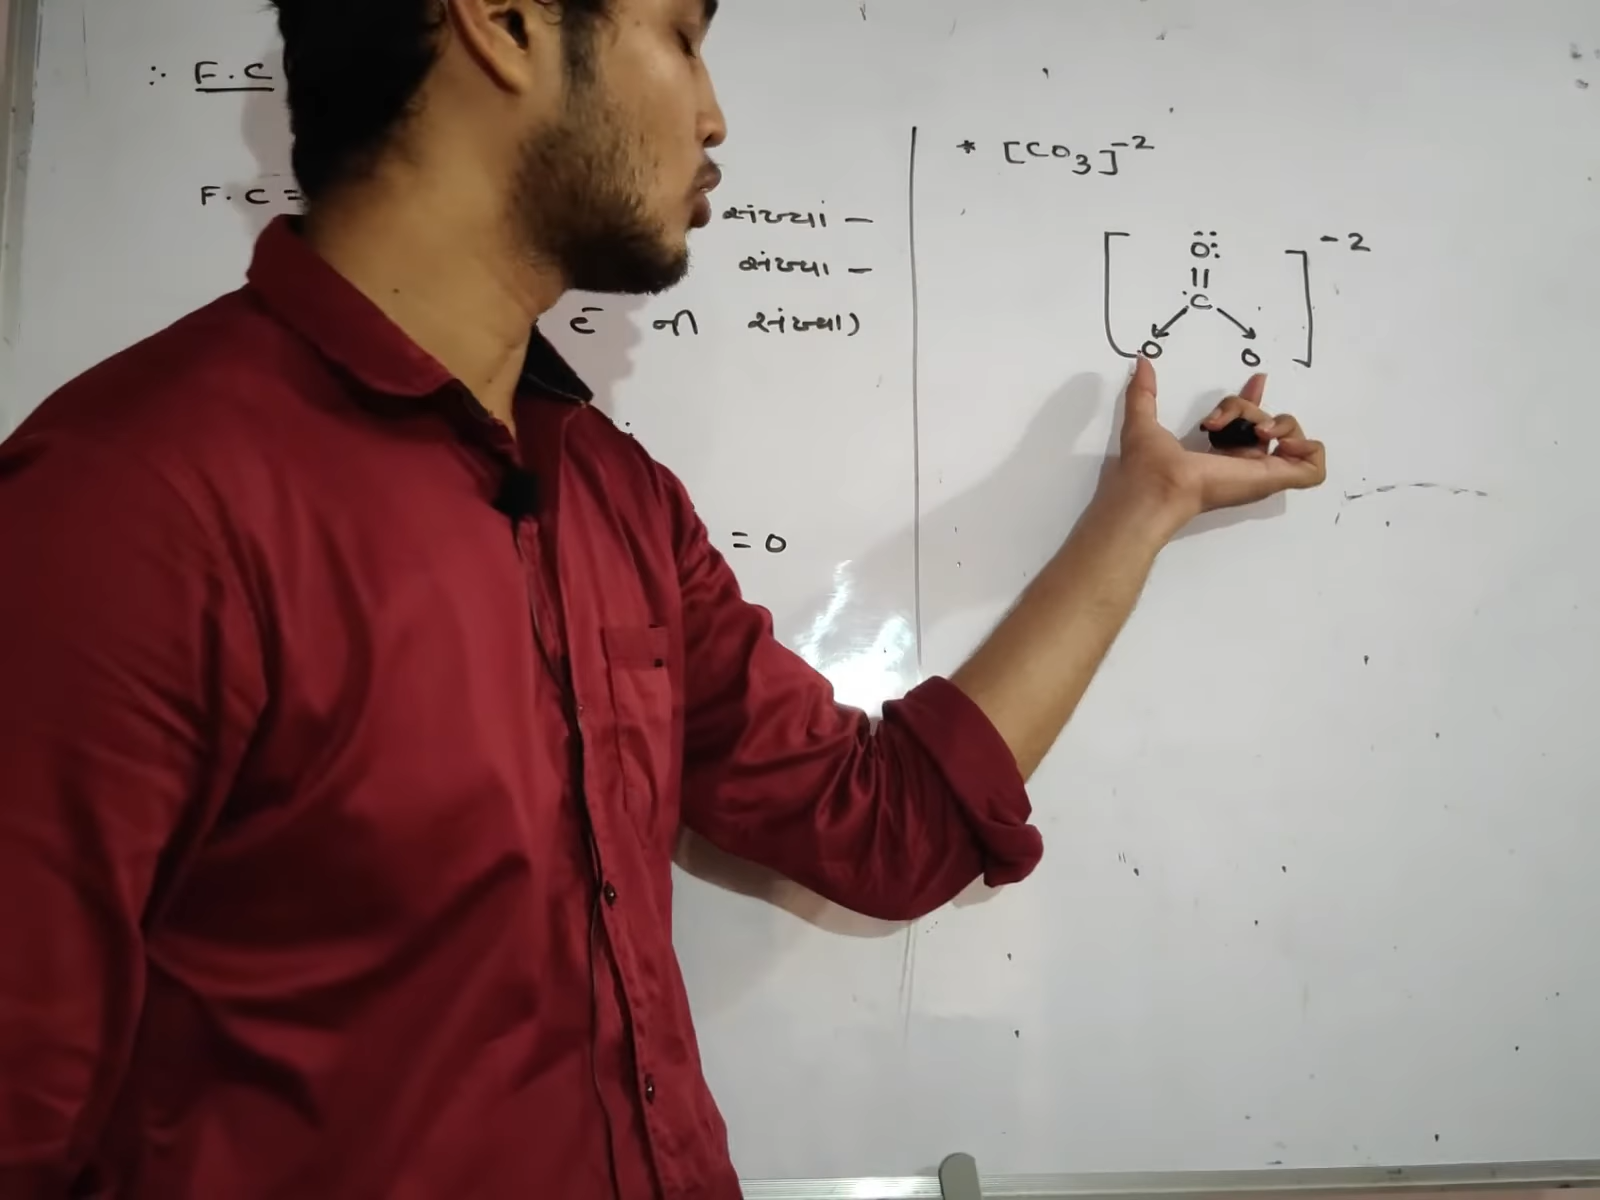 ∴ F.C
F.C =
સંખ્યા –
સંખ્યા –
ē ની સંખ્યા)
= 0
* [CO3]-2
-2
O
C
O O